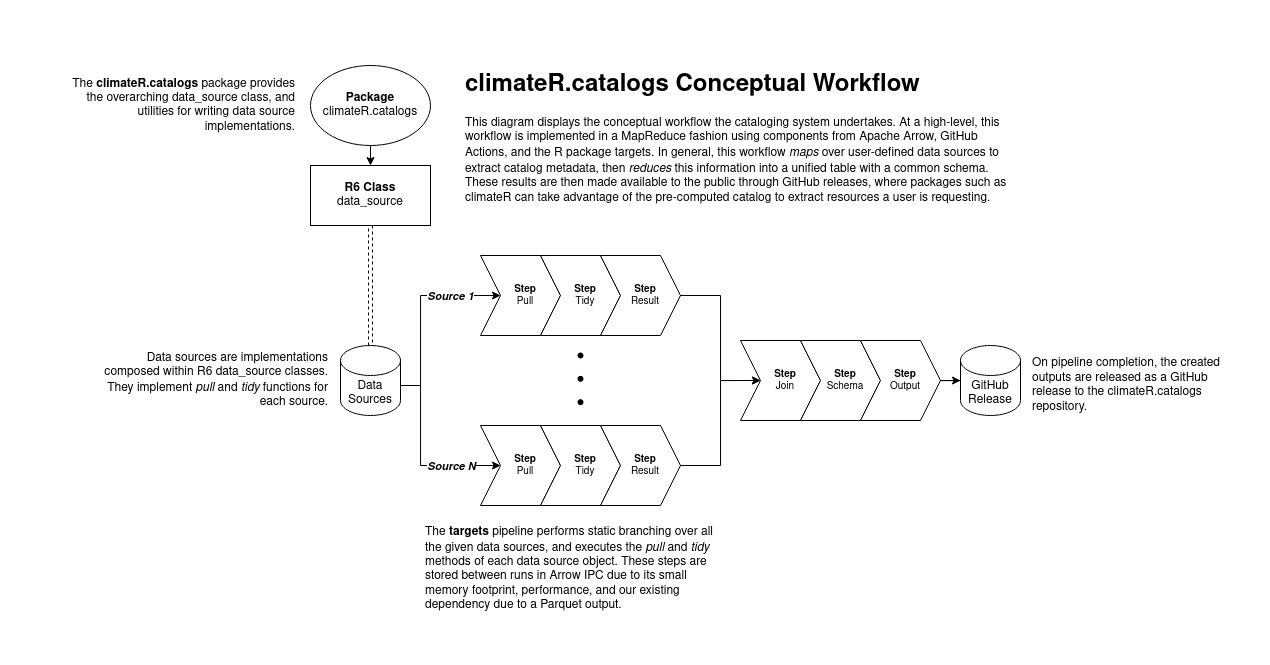 climateR.catalogs Conceptual Workflow
The climateR.catalogs package provides
the overarching data_source class, and
utilities for writing data source
implementations.
Package
climateR.catalogs
This diagram displays the conceptual workflow the cataloging system undertakes. At a high-level, this
workflow is implemented in a MapReduce fashion using components from Apache Arrow, GitHub
Actions, and the R package targets. In general, this workflow maps over user-defined data sources to
extract catalog metadata, then reduces this information into a unified table with a common schema.
These results are then made available to the public through GitHub releases, where packages such as
climateR can take advantage of the pre-computed catalog to extract resources a user is requesting.
R6 Class
data_source
Source 1
Step
Pull
Step
Tidy
Step
Result
Data sources are implementations
composed within R6 data_source classes.
They implement pull and tidy functions for
each source.
Data
Sources
Step
Join
Step
Schema
Step
Output
GitHub
Release
On pipeline completion, the created
outputs are released as a GitHub
release to the climateR.catalogs
repository.
Source N
Step
Pull
Step
Tidy
Step
Result
The targets pipeline performs static branching over all
the given data sources, and executes the pull and tidy
methods of each data source object. These steps are
stored between runs in Arrow IPC due to its small
memory footprint, performance, and our existing
dependency due to a Parquet output.